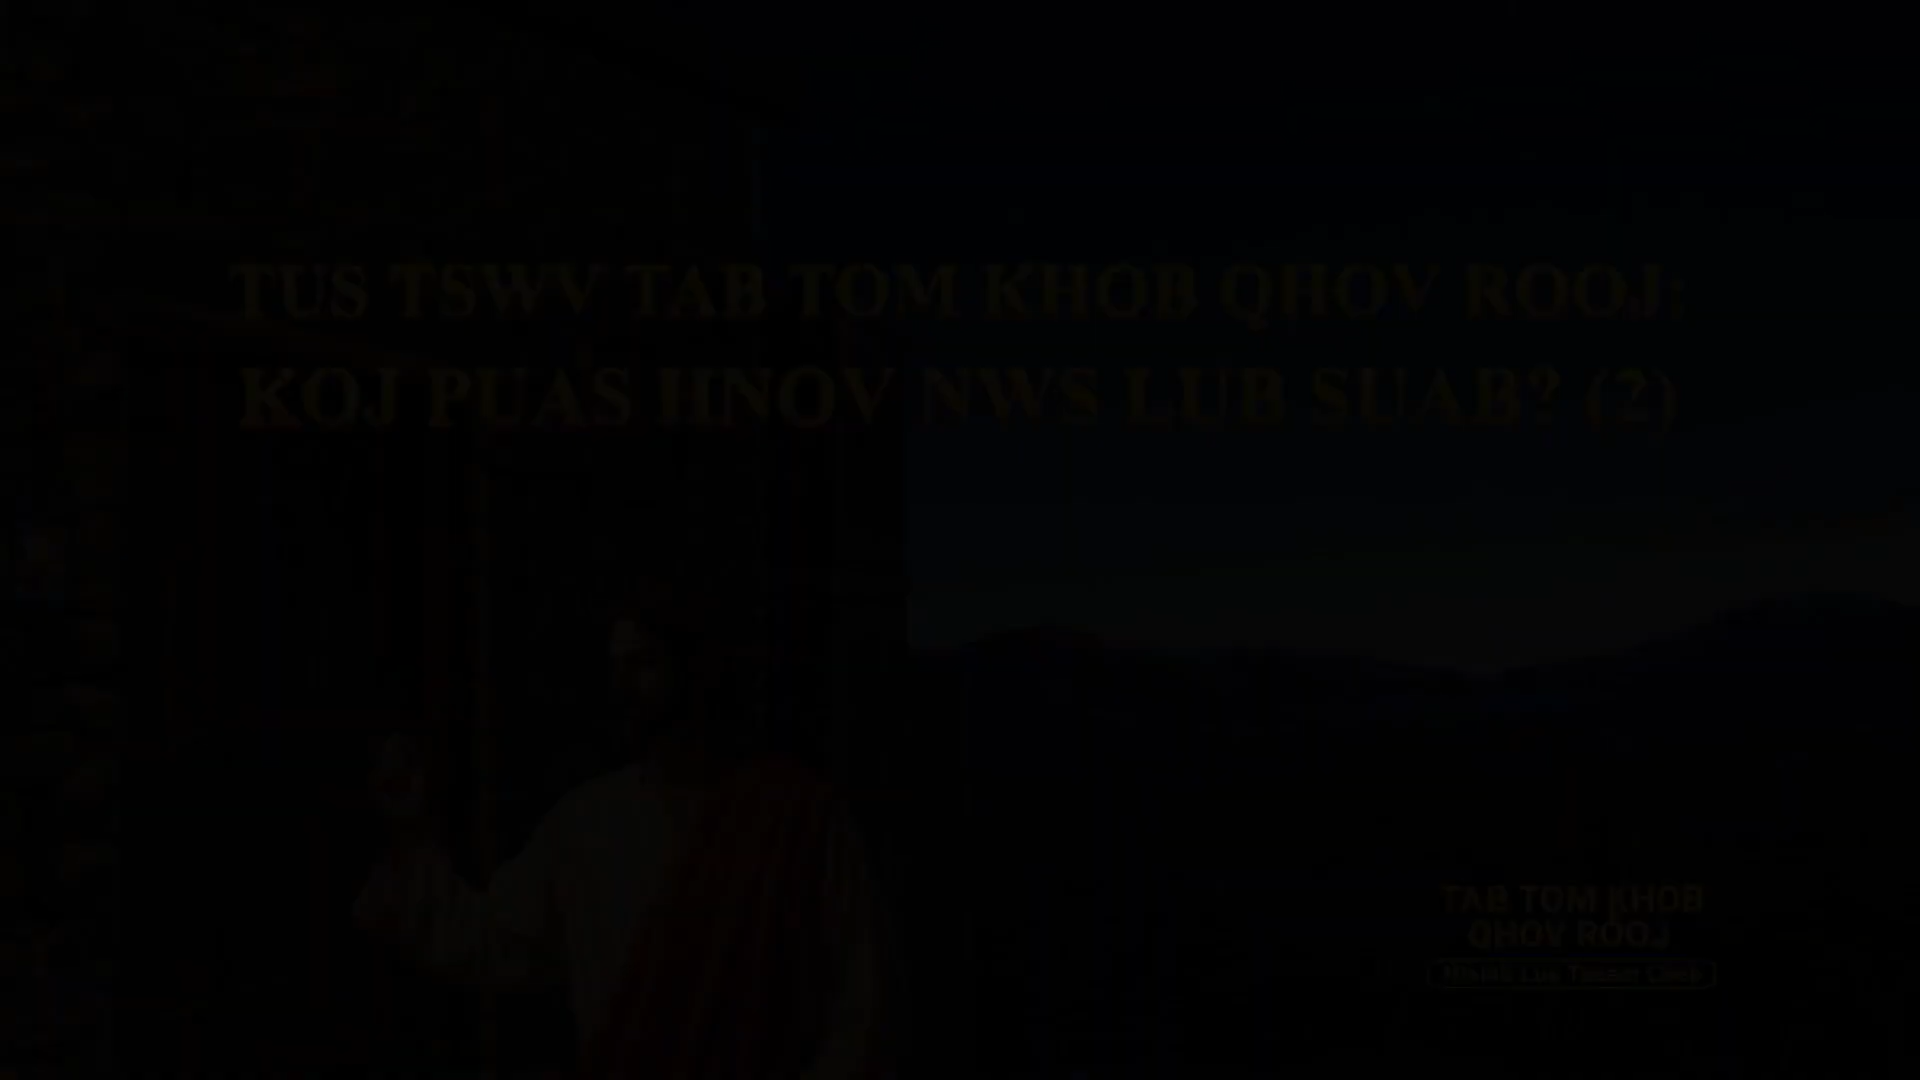 TUS TSWV TAB TOM KHOB QHOV ROOJ;
KOJ PUAS HNOV NWS LUB SUAB? (2)
TAB TOM KHOB
QHOV ROOJ